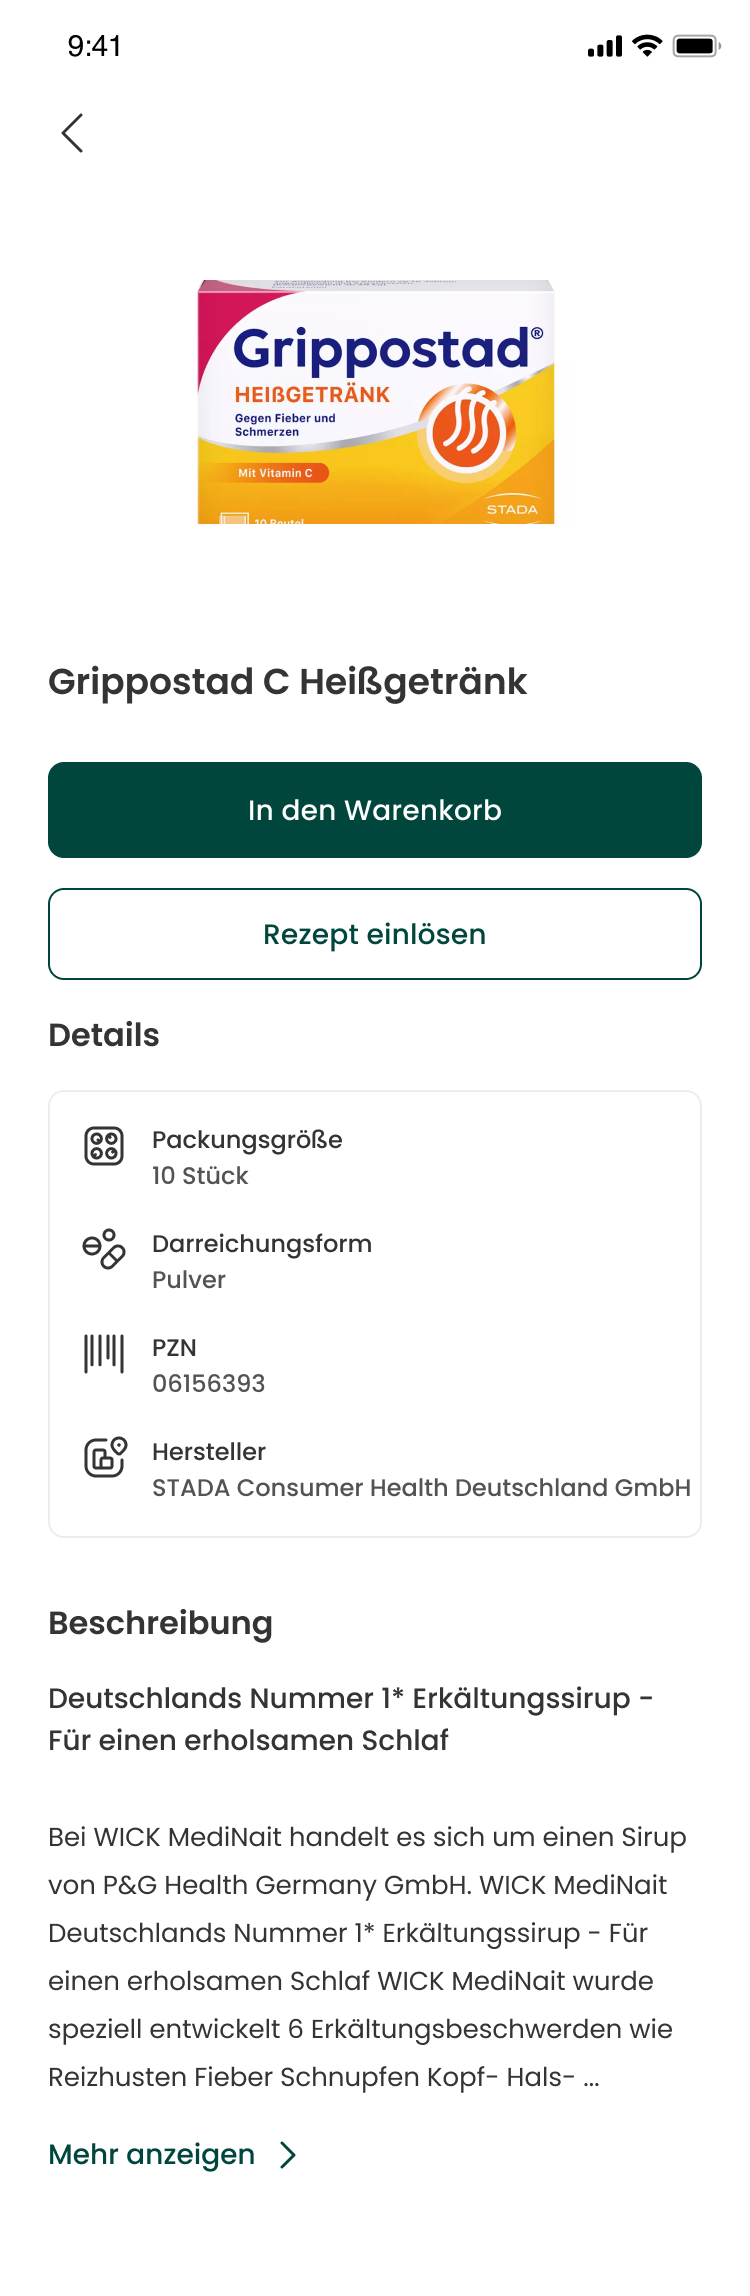 9:41
Grippostad®
HEIßGETRÄNK
Gegen Fieber und
Schmerzen
Mit Vitamin C
STADA
10 Beutel
Grippostad C Heißgetränk
In den Warenkorb
Rezept einlösen
Details
Packungsgröße
10 Stück
Darreichungsform
Pulver
PZN
06156393
Hersteller
STADA Consumer Health Deutschland GmbH
Beschreibung
Deutschlands Nummer 1* Erkältungssirup -
Für einen erholsamen Schlaf
Bei WICK MediNait handelt es sich um einen Sirup
von P&G Health Germany GmbH. WICK MediNait
Deutschlands Nummer 1* Erkältungssirup - Für
einen erholsamen Schlaf WICK MediNait wurde
speziell entwickelt 6 Erkältungsbeschwerden wie
Reizhusten Fieber Schnupfen Kopf- Hals- ...
Mehr anzeigen